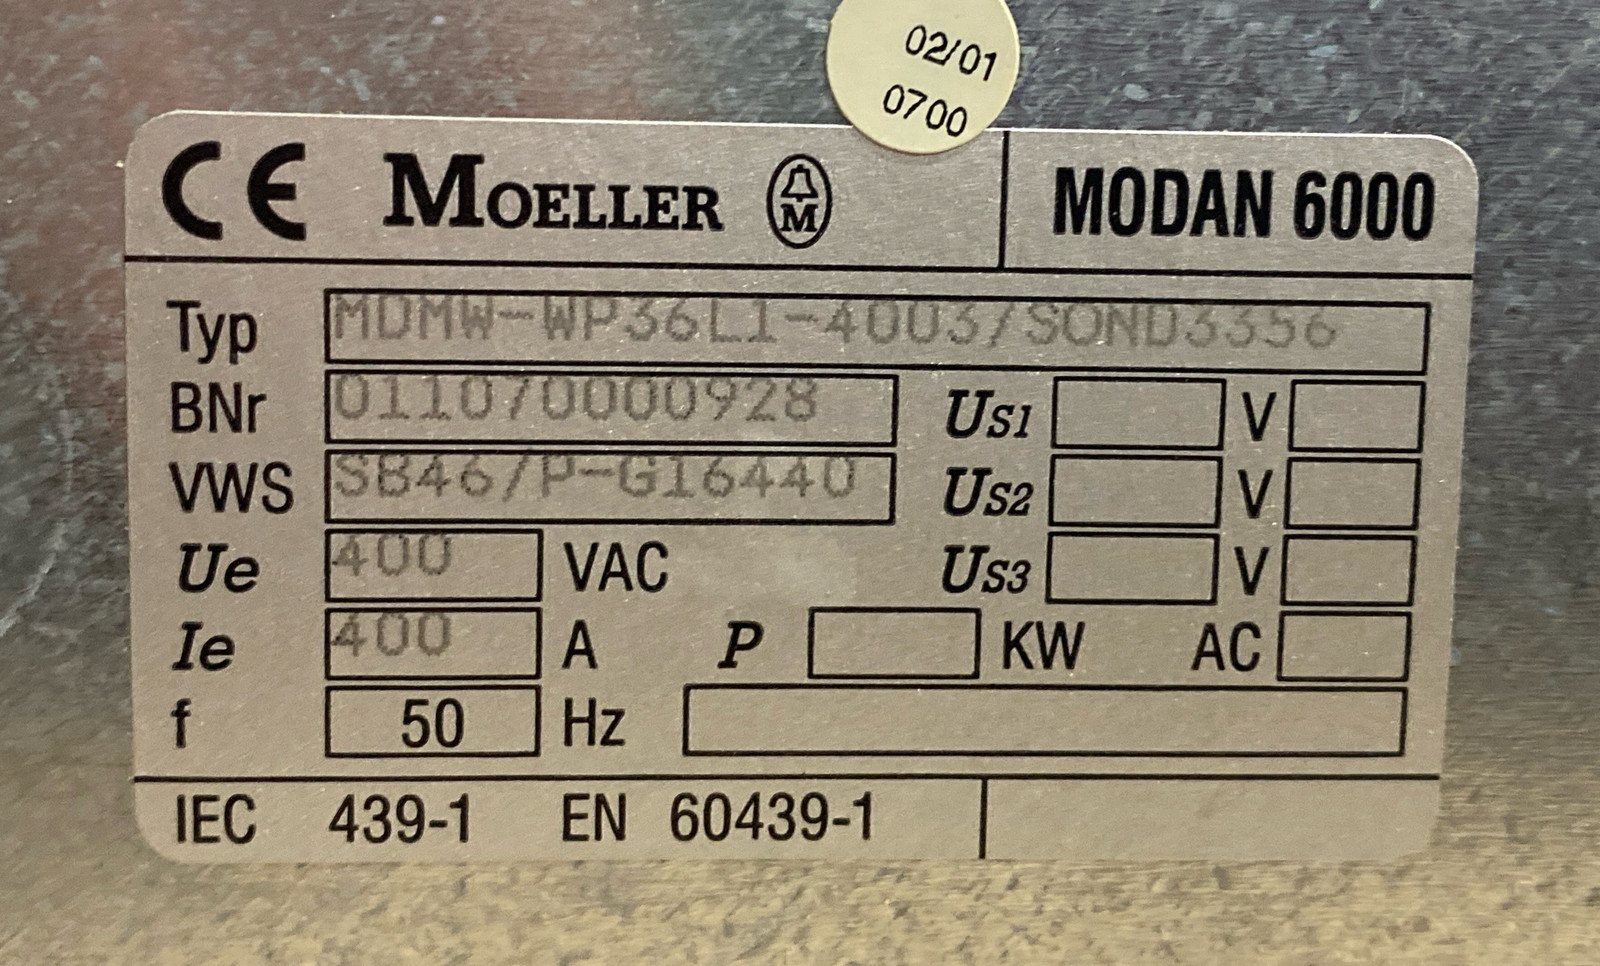 02/01
0700
CE MOELLER M MODAN 6000
Typ MDMW-WP36L1-4003/SOND3356
BNr 011070000928 US1 V
VWS SB46/P-G16440 US2 V
Ue 400 VAC US3 V
Ie 400 A P KW AC
f 50 Hz
IEC 439-1 EN 60439-1